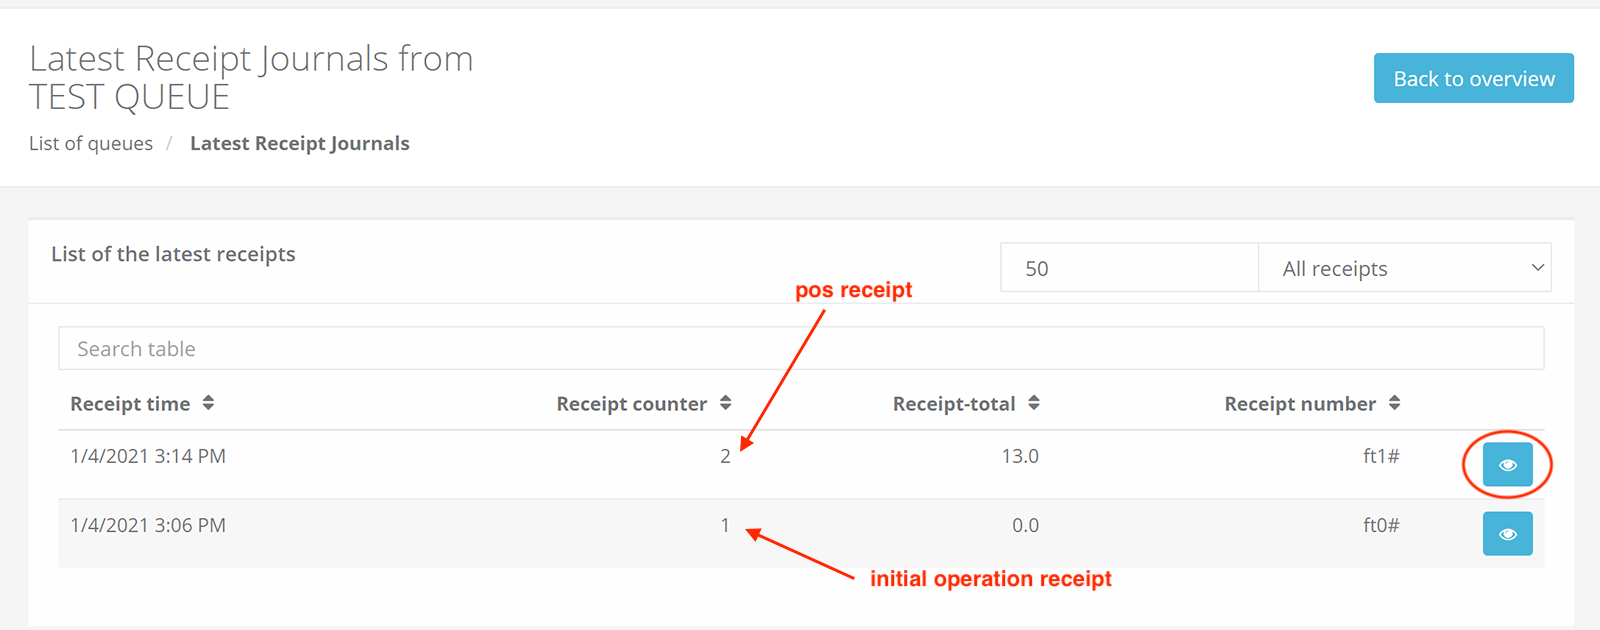 Latest Receipt Journals from
TEST QUEUE
Back to overview
List of queues / Latest Receipt Journals
List of the latest receipts
50
All receipts
pos receipt
Search table
Receipt time Receipt counter Receipt-total Receipt number
1/4/2021 3:14 PM 2 13.0 ft1#
1/4/2021 3:06 PM 1 0.0 ft0#
initial operation receipt